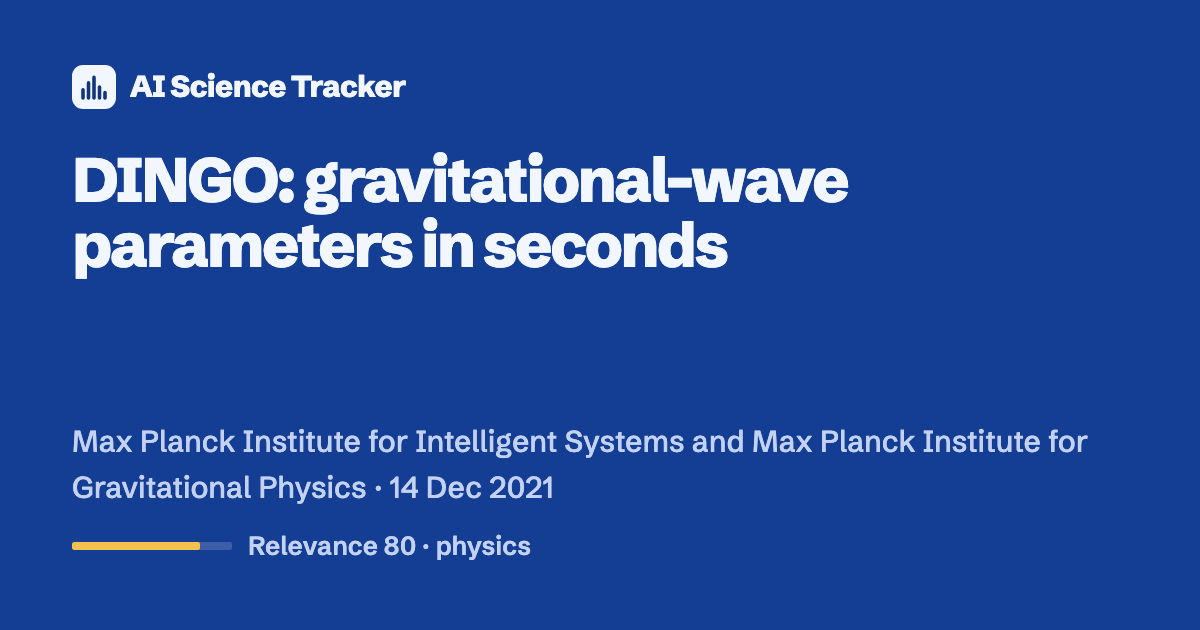 AI Science Tracker
DINGO: gravitational-wave
parameters in seconds
Max Planck Institute for Intelligent Systems and Max Planck Institute for
Gravitational Physics · 14 Dec 2021
Relevance 80 · physics